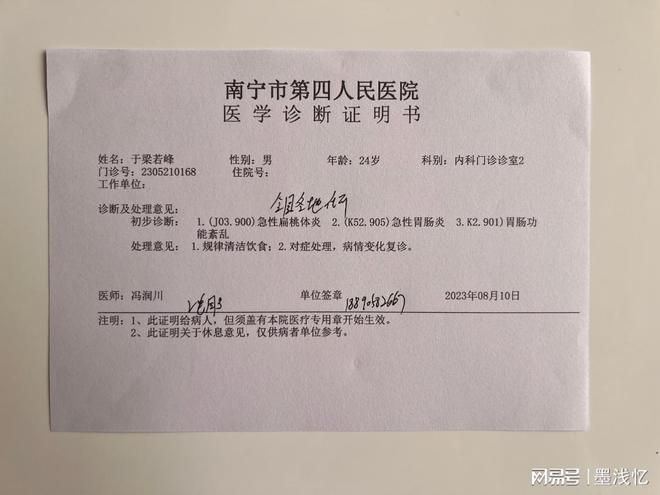 南宁市第四人民医院
医学诊断证明书
姓名：于梁若峰 性别：男 年龄：24岁 科别：内科门诊诊室2
门诊号：2305210168 住院号：
工作单位：
诊断及处理意见：
初步诊断： 1.(J03.900)急性扁桃体炎 2.(K52.905)急性胃肠炎 3.K2.901)胃肠功
能紊乱
处理意见：1.规律清洁饮食；2.对症处理，病情变化复诊。
医师：冯润川 单位签章 2023年08月10日
注明：1、此证明给病人，但须盖有本院医疗专用章开始生效。
2、此证明关于休息意见，仅供病者单位参考。
网易号 | 墨浅忆